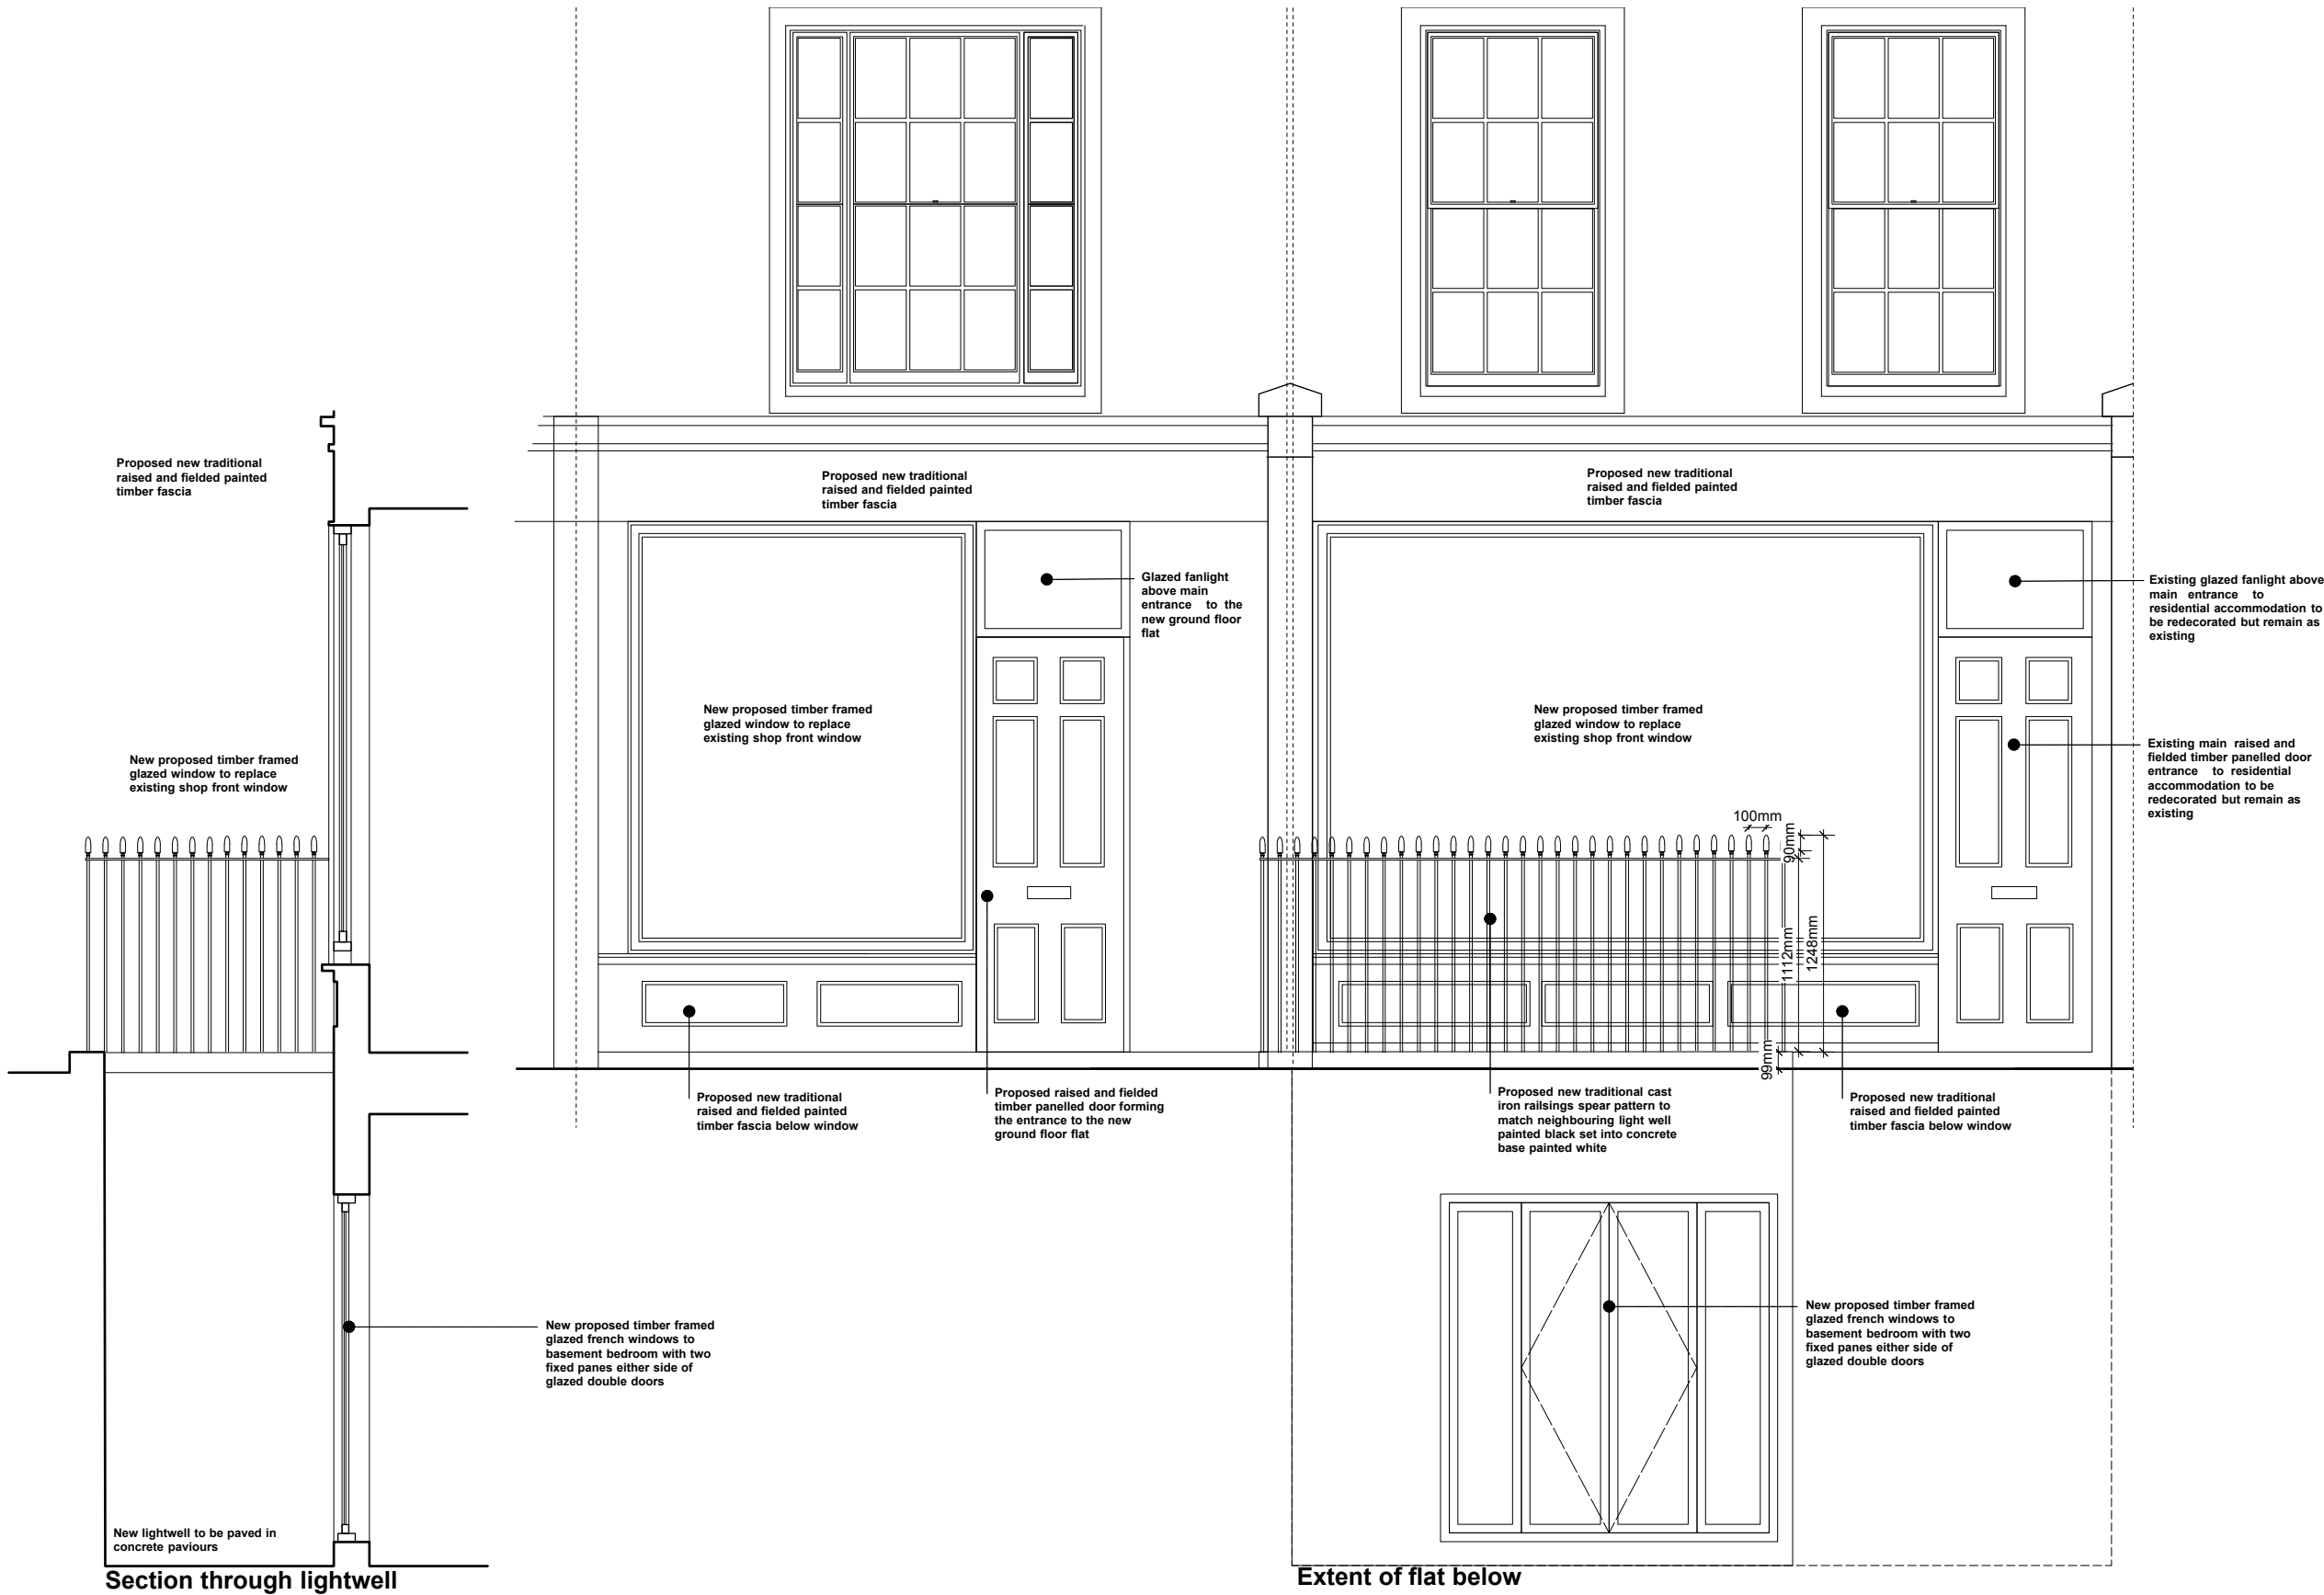 Proposed new traditional
raised and fielded painted
timber fascia
New proposed timber framed
glazed window to replace
existing shop front window
New proposed timber framed
glazed french windows to
basement bedroom with two
fixed panes either side of
glazed double doors
New lightwell to be paved in
concrete paviours
Section through lightwell
Proposed new traditional
raised and fielded painted
timber fascia
Glazed fanlight
above main
entrance to the
new ground floor
flat
New proposed timber framed
glazed window to replace
existing shop front window
Proposed new traditional
raised and fielded painted
timber fascia below window
Proposed raised and fielded
timber panelled door forming
the entrance to the new
ground floor flat
Proposed new traditional
raised and fielded painted
timber fascia
Existing glazed fanlight above
main entrance to
residential accommodation to
be redecorated but remain as
existing
New proposed timber framed
glazed window to replace
existing shop front window
Existing main raised and
fielded timber panelled door
entrance to residential
accommodation to be
redecorated but remain as
existing
100mm
90mm
1112mm
1248mm
99mm
Proposed new traditional cast
iron railsings spear pattern to
match neighbouring light well
painted black set into concrete
base painted white
Proposed new traditional
raised and fielded painted
timber fascia below window
New proposed timber framed
glazed french windows to
basement bedroom with two
fixed panes either side of
glazed double doors
Extent of flat below